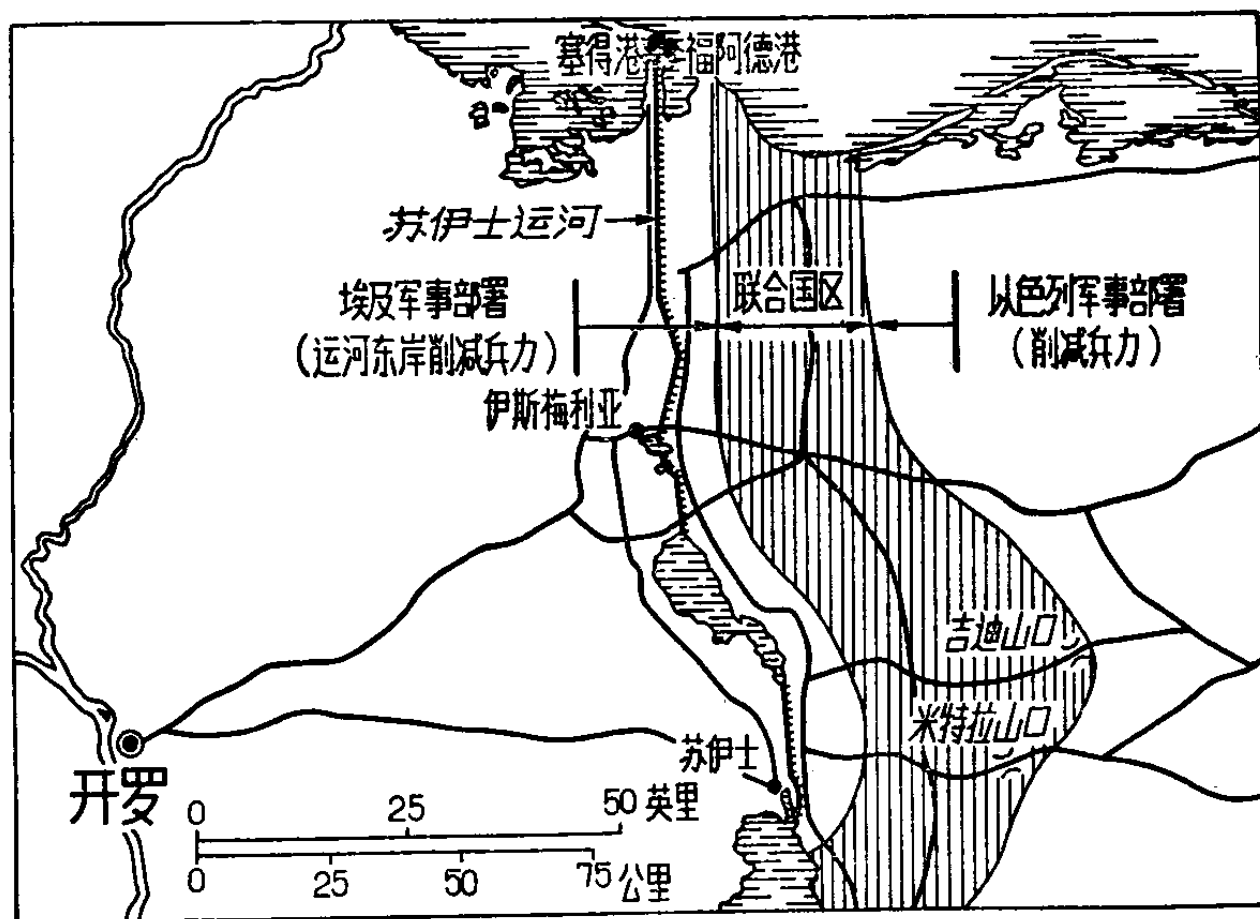 塞得港
福阿德港
苏伊士运河
埃及军事部署
（运河东岸削减兵力）
联合国区
以色列军事部署
（削减兵力）
伊斯梅利亚
吉迪山口
米特拉山口
苏伊士
开罗
0 25 50 英里
0 25 50 75 公里